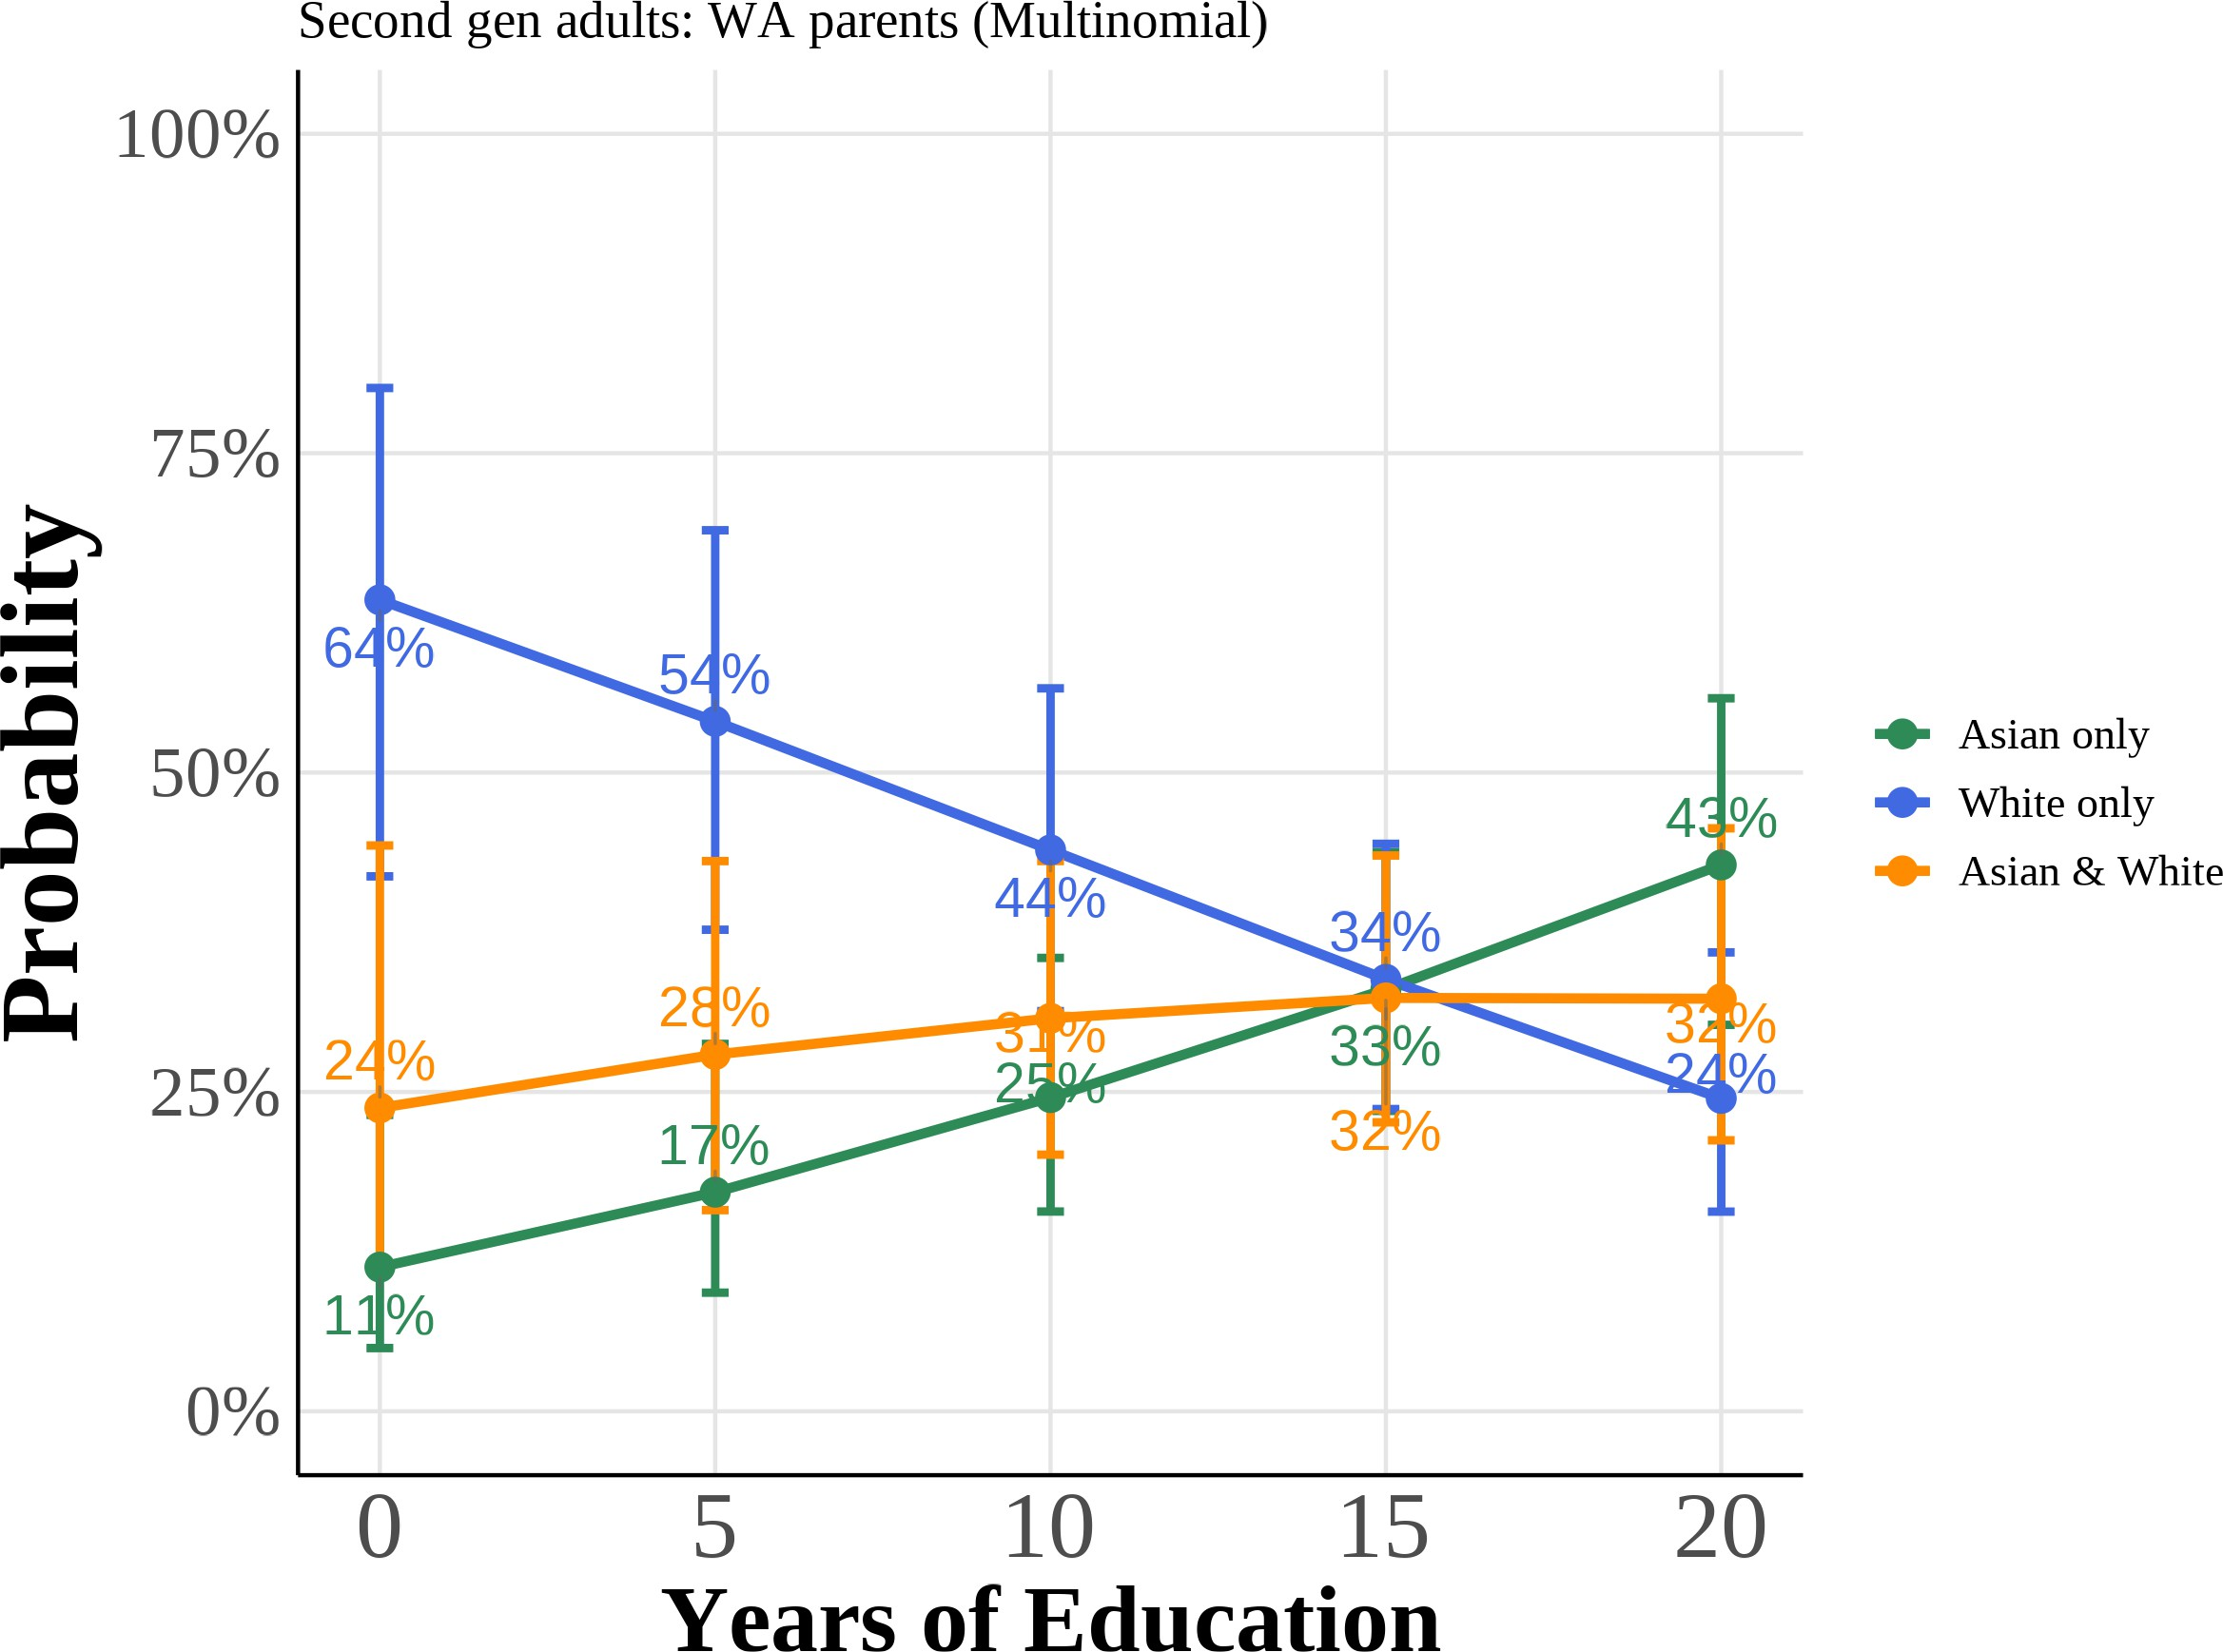 Second gen adults: WA parents (Multinomial)
100%
75%
50%
25%
0%
Probability
64%
54%
44%
34%
24%
24%
28%
31%
32%
32%
11%
17%
25%
33%
43%
0 5 10 15 20
Years of Education
Asian only
White only
Asian & White